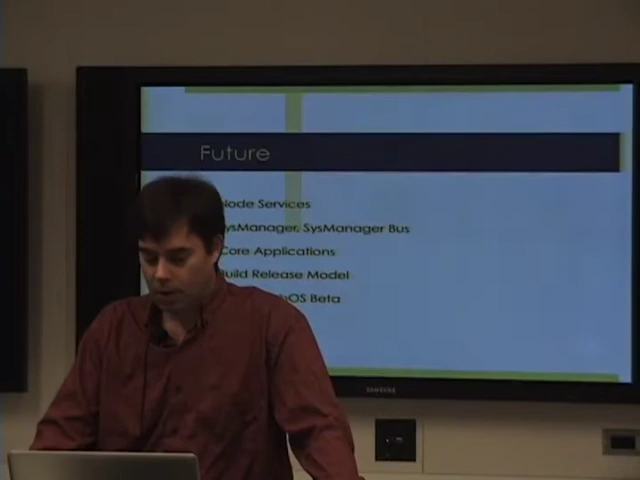 Future
Node Services
SysManager, SysManager Bus
Core Applications
Build Release Model
OS Beta
SAMSUNG